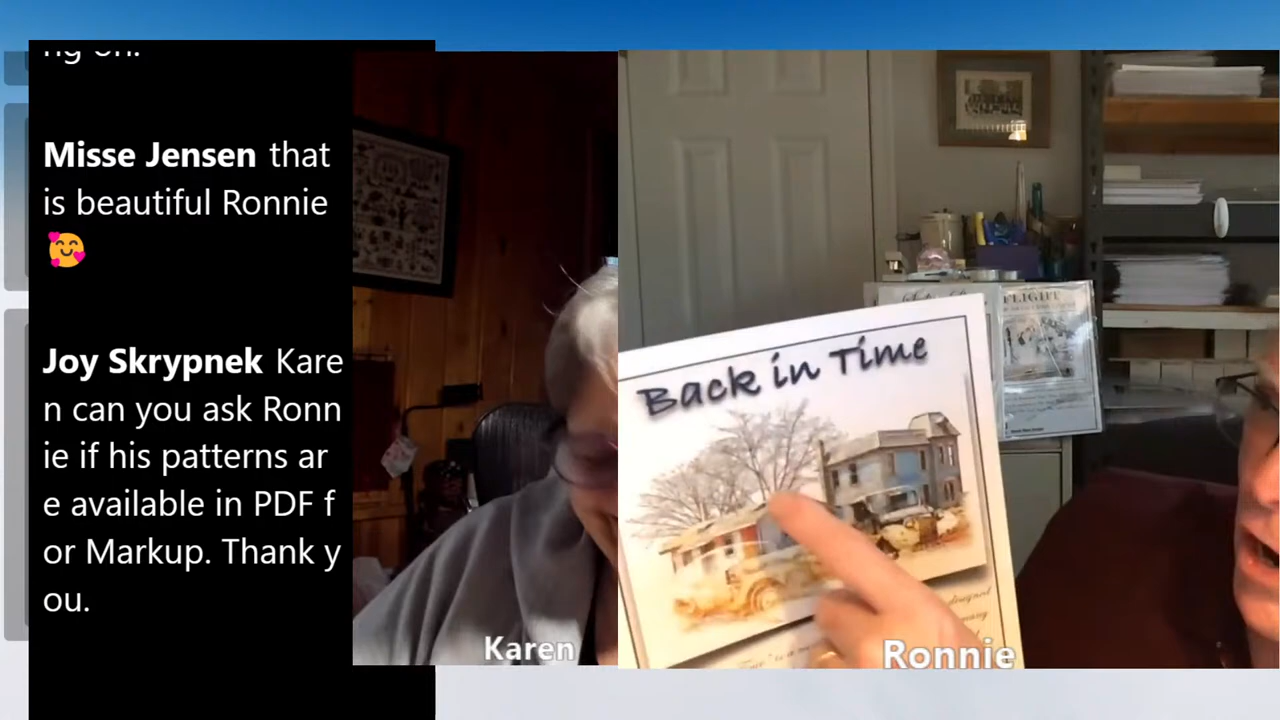 Misse Jensen that
is beautiful Ronnie
🥰
Joy Skrypnek Kare
n can you ask Ronn
ie if his patterns ar
e available in PDF f
or Markup. Thank y
ou.
Karen
Back in Time
Ronnie
FLIGHT
designed